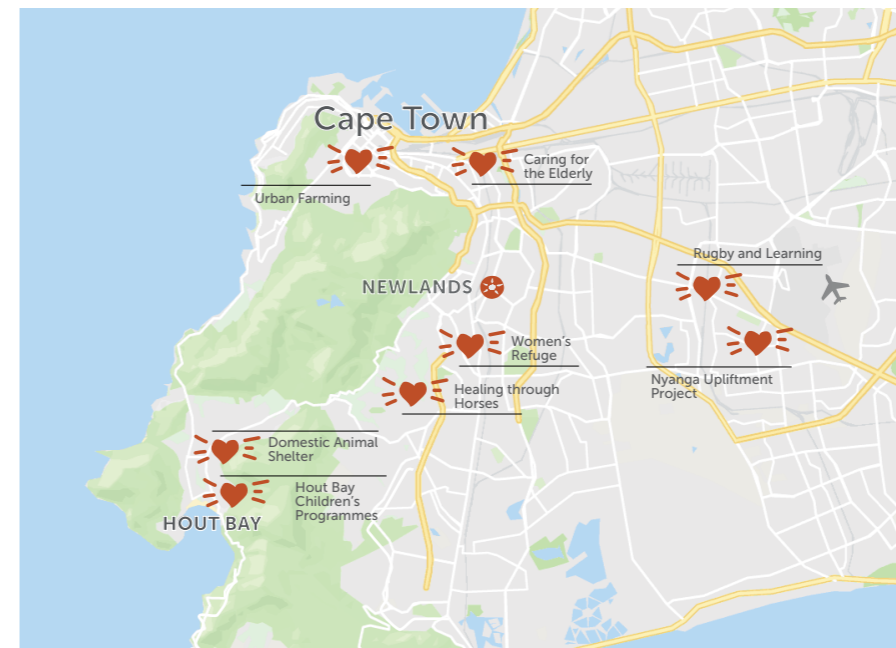 Cape Town
Caring for
the Elderly
Urban Farming
Rugby and Learning
NEWLANDS
Women's
Refuge
Nyanga Upliftment
Project
Healing through
Horses
Domestic Animal
Shelter
Hout Bay
Children's
Programmes
HOUT BAY